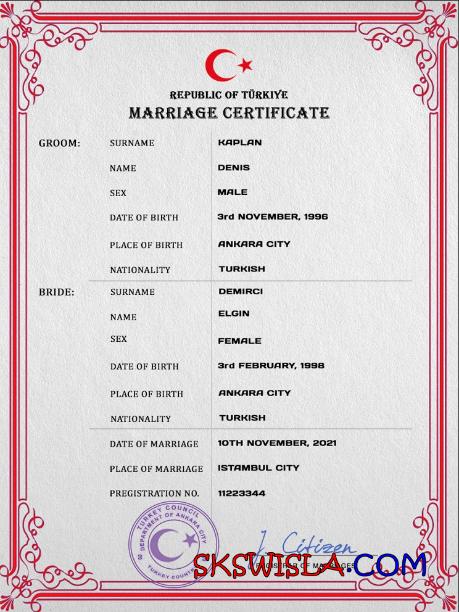 REPUBLIC OF TÜRKIYE
MARRIAGE CERTIFICATE
GROOM: SURNAME KAPLAN
NAME DENIS
SEX MALE
DATE OF BIRTH 3rd NOVEMBER, 1996
PLACE OF BIRTH ANKARA CITY
NATIONALITY TURKISH
BRIDE: SURNAME DEMIRCI
NAME ELGIN
SEX FEMALE
DATE OF BIRTH 3rd FEBRUARY, 1998
PLACE OF BIRTH ANKARA CITY
NATIONALITY TURKISH
DATE OF MARRIAGE 10TH NOVEMBER, 2021
PLACE OF MARRIAGE ISTAMBUL CITY
PREGISTRATION NO. 11223344
TURKEY COUNCIL
DEPARTMENT OF ANKARA CITY
TURKEY COUNTRY
J. Citizen
REGISTRAR OF MARRIAGES
SKSWISLA.COM